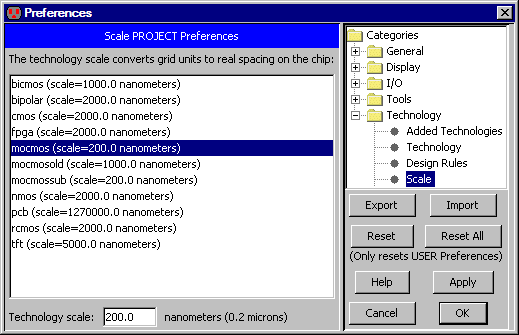 Preferences
Scale PROJECT Preferences
The technology scale converts grid units to real spacing on the chip:
bicmos (scale=1000.0 nanometers)
bipolar (scale=2000.0 nanometers)
cmos (scale=2000.0 nanometers)
fpga (scale=2000.0 nanometers)
mocmos (scale=200.0 nanometers)
mocmosold (scale=1000.0 nanometers)
mocmossub (scale=200.0 nanometers)
nmos (scale=2000.0 nanometers)
pcb (scale=1270000.0 nanometers)
rcmos (scale=2000.0 nanometers)
tft (scale=5000.0 nanometers)
Technology scale: 200.0 nanometers (0.2 microns)
Categories
General
Display
I/O
Tools
Technology
Added Technologies
Technology
Design Rules
Scale
Export Import
Reset Reset All
(Only resets USER Preferences)
Help Apply
Cancel OK